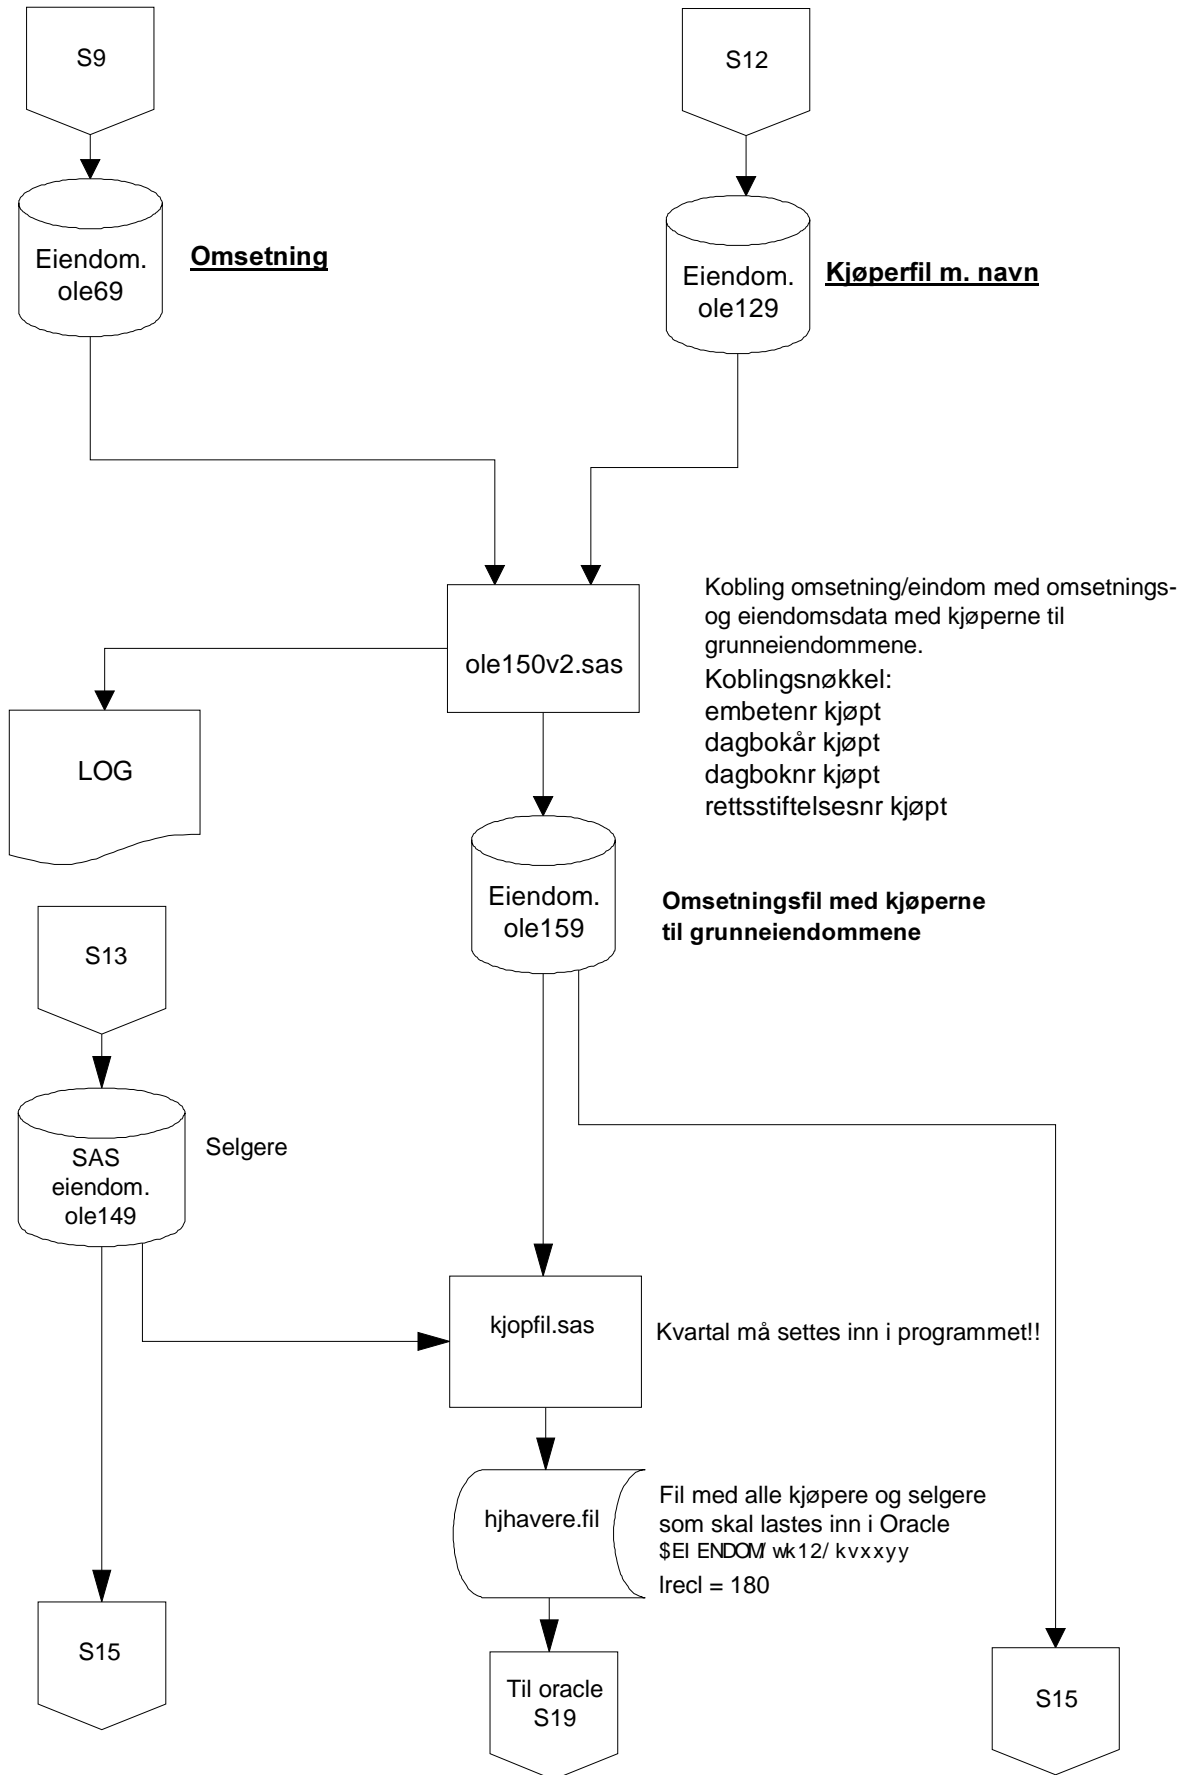 S9
S12
Eiendom.
ole69
Omsetning
Eiendom.
ole129
Kjøperfil m. navn
ole150v2.sas
Kobling omsetning/eindom med omsetnings-
og eiendomsdata med kjøperne til
grunneiendommene.
Koblingsnøkkel:
embetenr kjøpt
dagbokår kjøpt
dagboknr kjøpt
rettsstiftelsesnr kjøpt
LOG
Eiendom.
ole159
Omsetningsfil med kjøperne
til grunneiendommene
S13
SAS
eiendom.
ole149
Selgere
kjopfil.sas
Kvartal må settes inn i programmet!!
hjhavere.fil
Fil med alle kjøpere og selgere
som skal lastes inn i Oracle
$EIENDOM/wk12/kvxxyy
lrecl = 180
S15
Til oracle
S19
S15